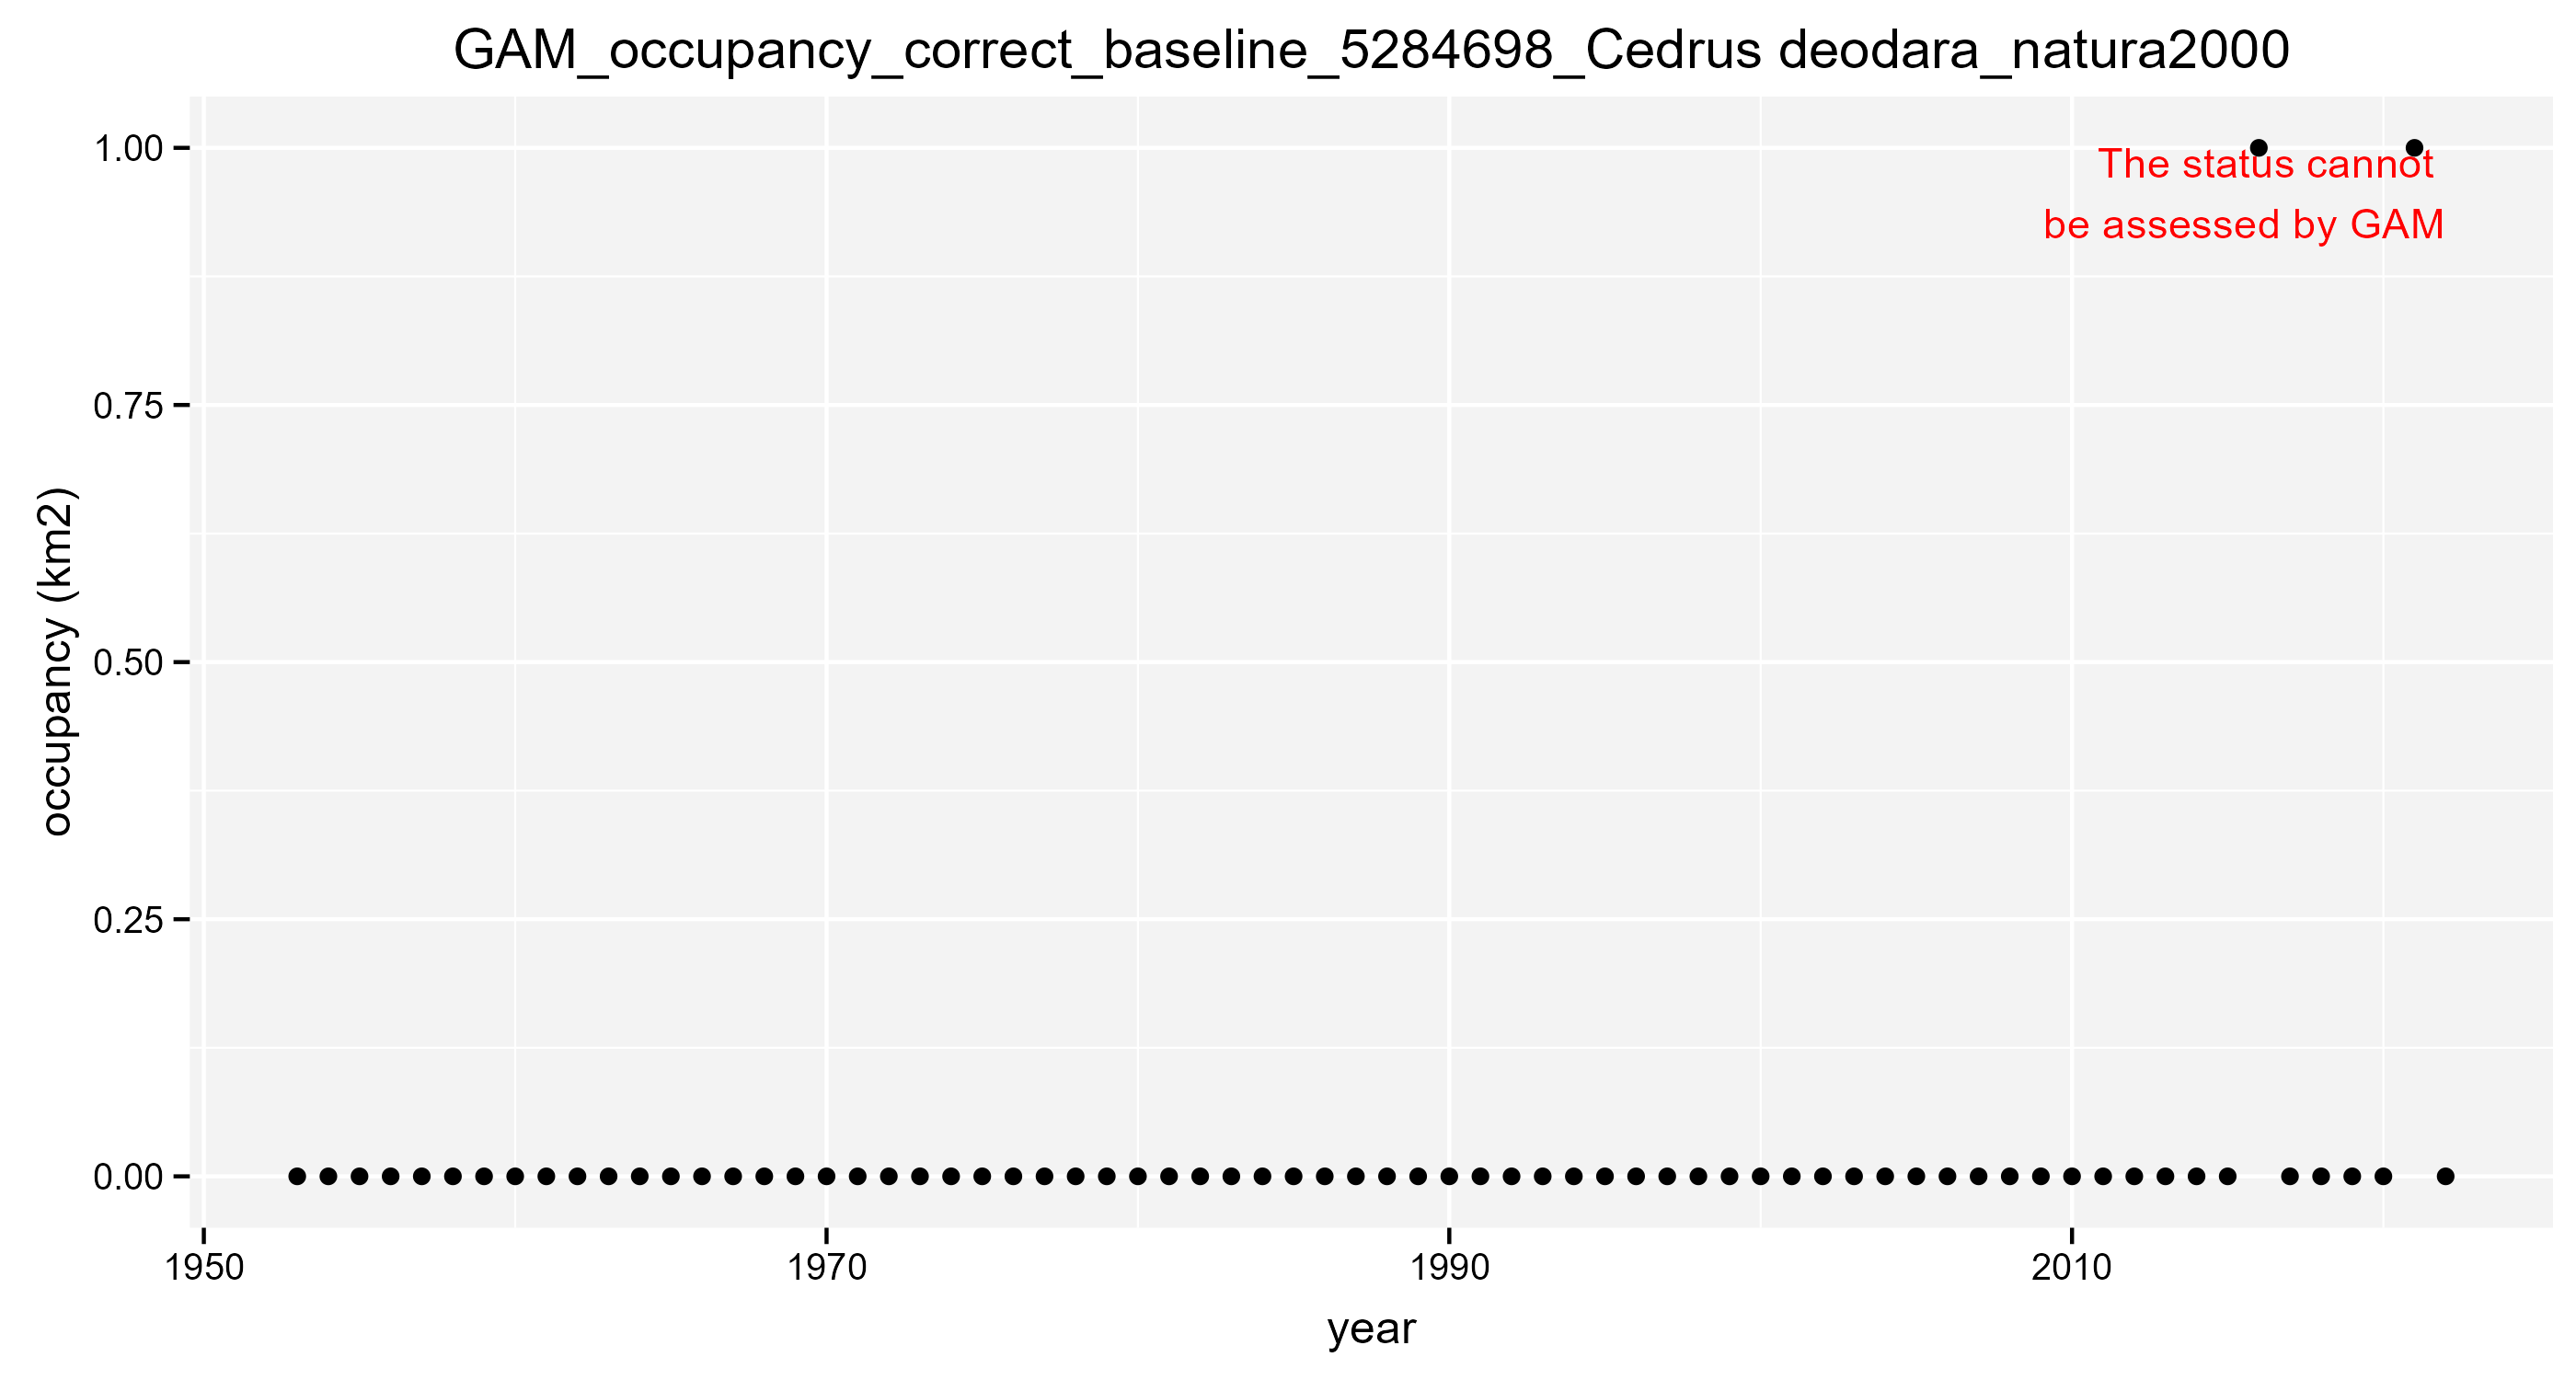 GAM_occupancy_correct_baseline_5284698_Cedrus deodara_natura2000
1.00
The status cannot
be assessed by GAM
0.75
occupancy (km2)
0.50
0.25
0.00
1950
1970
1990
2010
year